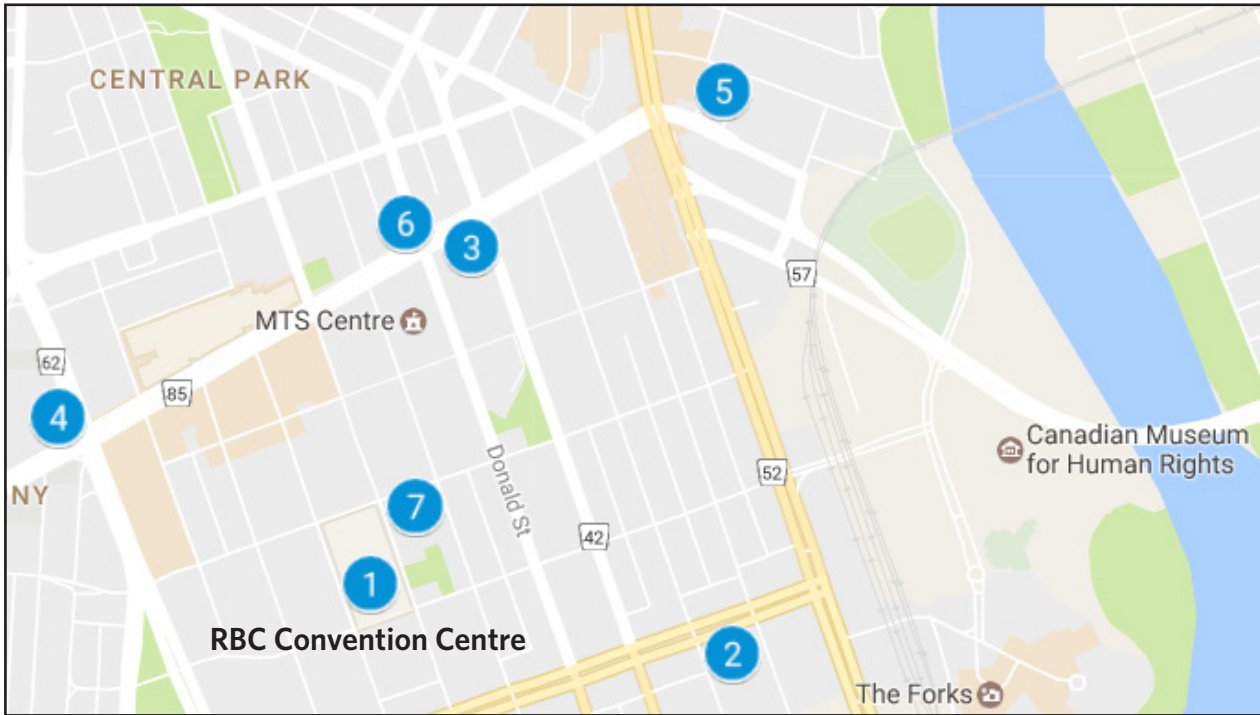 CENTRAL PARK
5
6
3
57
MTS Centre
62
85
4
Canadian Museum
for Human Rights
52
NY
Donald St
7
42
1
RBC Convention Centre
2
The Forks